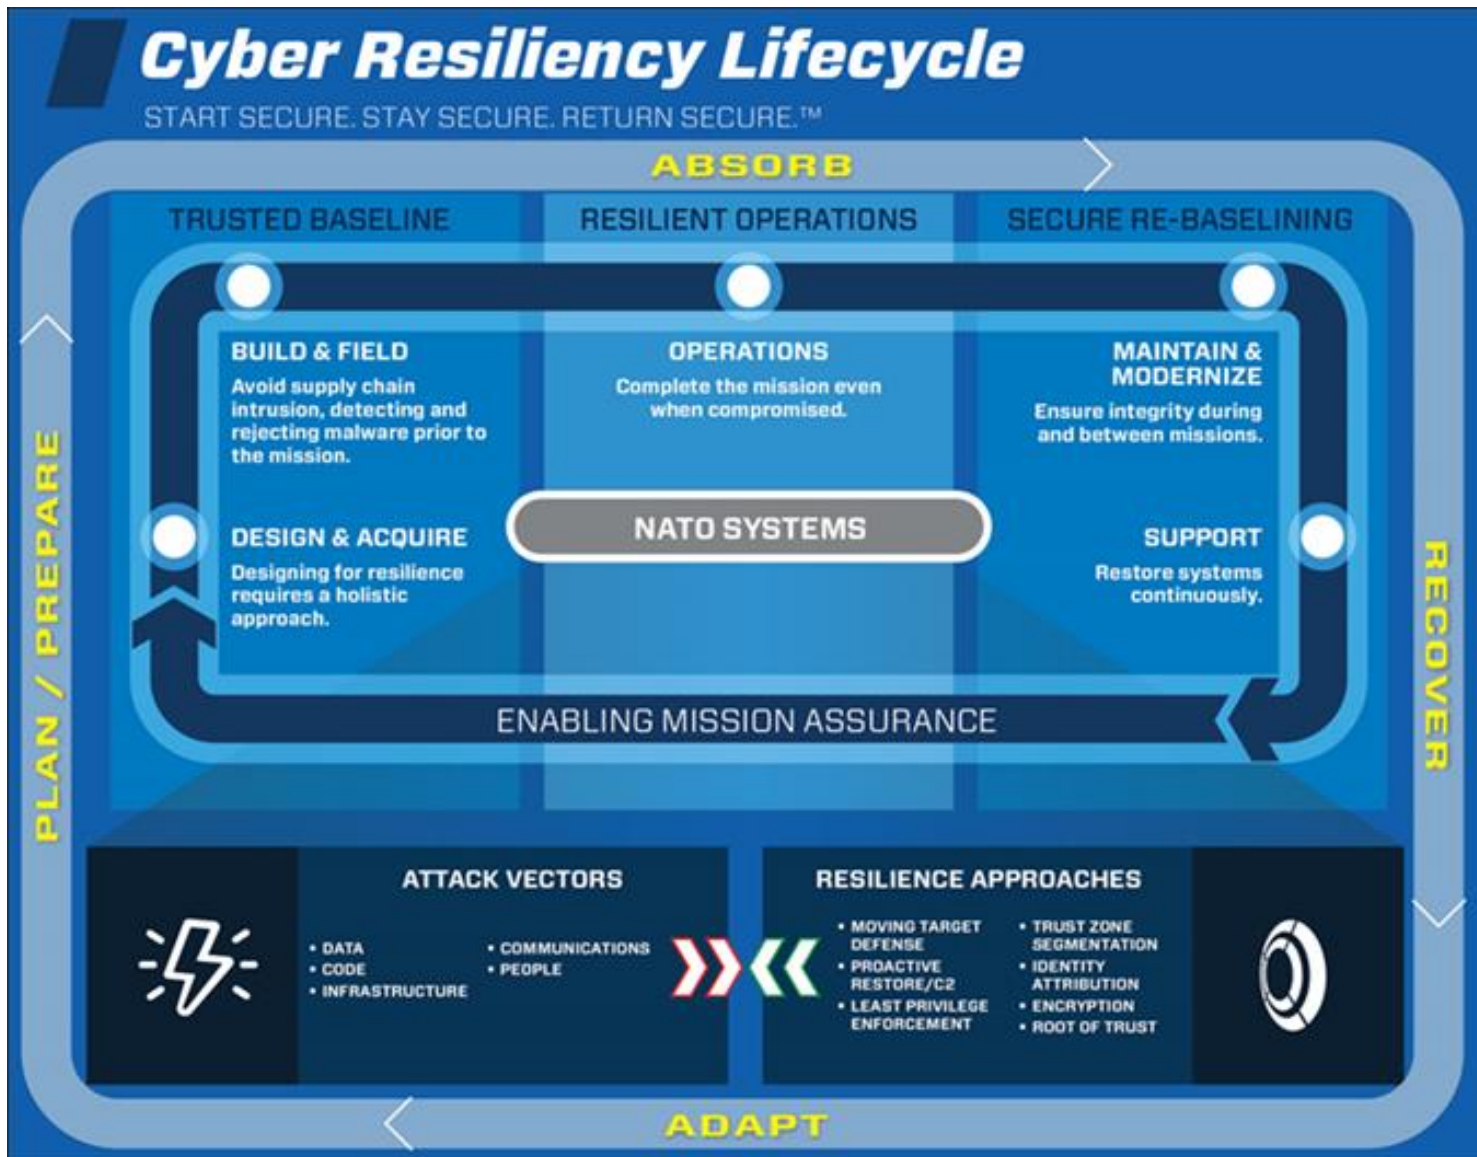 Cyber Resiliency Lifecycle
START SECURE. STAY SECURE. RETURN SECURE.™
ABSORB
PLAN / PREPARE
RECOVER
ADAPT
TRUSTED BASELINE
RESILIENT OPERATIONS
SECURE RE-BASELINING
BUILD & FIELD
Avoid supply chain
intrusion, detecting and
rejecting malware prior to
the mission.
DESIGN & ACQUIRE
Designing for resilience
requires a holistic
approach.
OPERATIONS
Complete the mission even
when compromised.
NATO SYSTEMS
MAINTAIN &
MODERNIZE
Ensure integrity during
and between missions.
SUPPORT
Restore systems
continuously.
ENABLING MISSION ASSURANCE
ATTACK VECTORS
• DATA
• CODE
• INFRASTRUCTURE
• COMMUNICATIONS
• PEOPLE
RESILIENCE APPROACHES
• MOVING TARGET
DEFENSE
• PROACTIVE
RESTORE/C2
• LEAST PRIVILEGE
ENFORCEMENT
• TRUST ZONE
SEGMENTATION
• IDENTITY
ATTRIBUTION
• ENCRYPTION
• ROOT OF TRUST